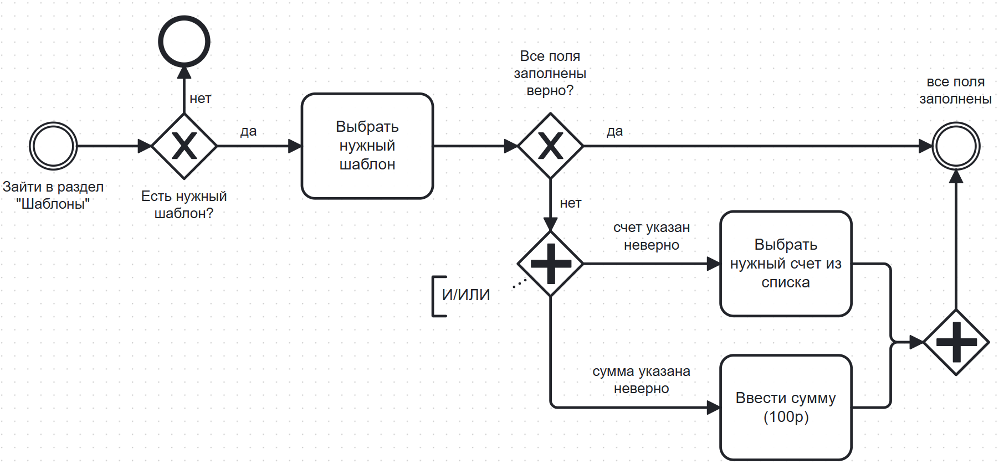 Все поля
заполнены
верно?
все поля
заполнены
нет
да
да
Выбрать
нужный
шаблон
Зайти в раздел
"Шаблоны"
Есть нужный
шаблон?
нет
счет указан
неверно
Выбрать
нужный счет из
списка
И/ИЛИ
сумма указана
неверно
Ввести сумму
(100р)